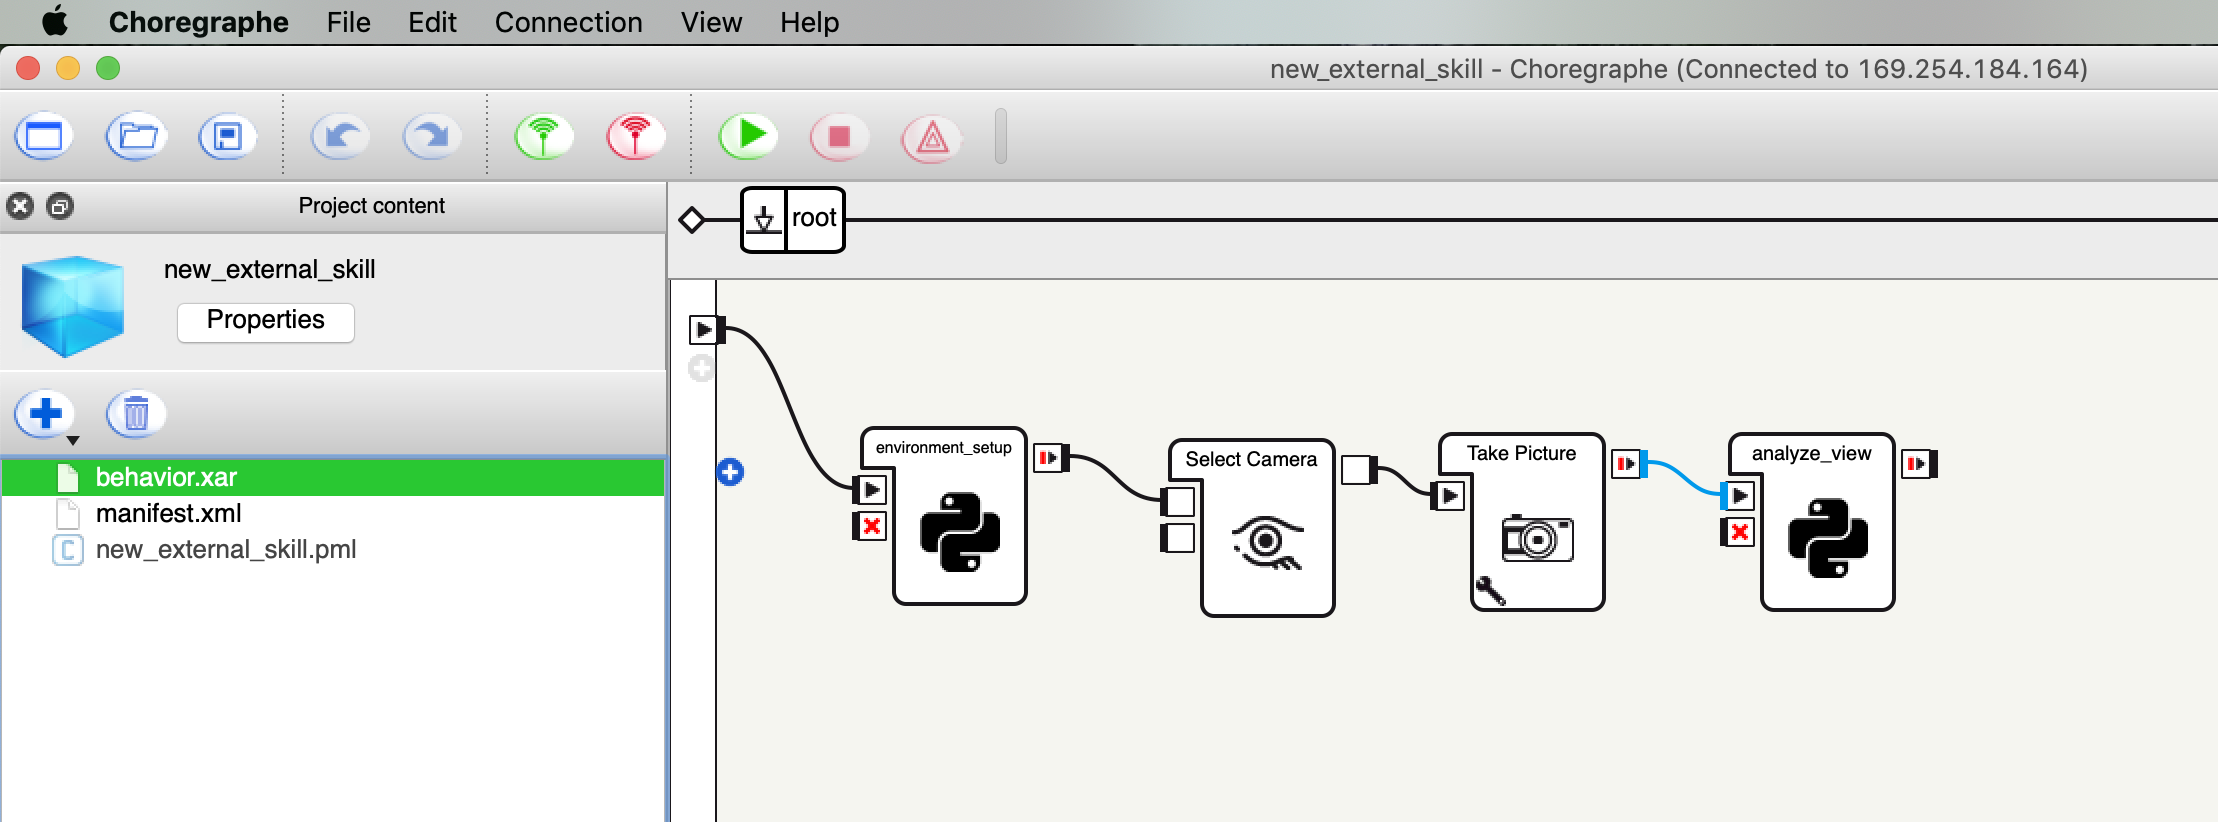 Choregraphe File Edit Connection View Help
new_external_skill - Choregraphe (Connected to 169.254.184.164)
Project content
root
new_external_skill
Properties
behavior.xar
manifest.xml
new_external_skill.pml
environment_setup
Select Camera
Take Picture
analyze_view